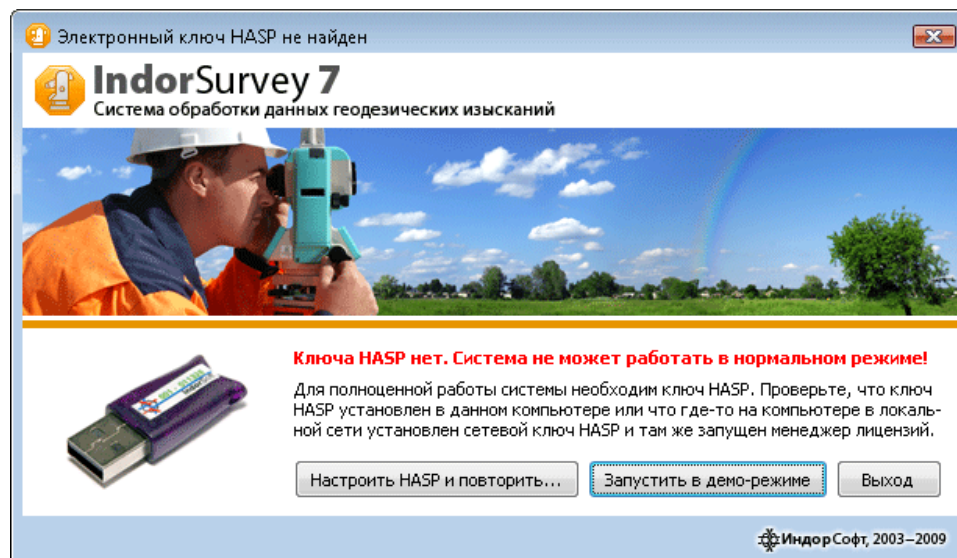 Электронный ключ HASP не найден
IndorSurvey 7
Система обработки данных геодезических изысканий
Ключа HASP нет. Система не может работать в нормальном режиме!
Для полноценной работы системы необходим ключ HASP. Проверьте, что ключ
HASP установлен в данном компьютере или что где-то на компьютере в локаль-
ной сети установлен сетевой ключ HASP и там же запущен менеджер лицензий.
Настроить HASP и повторить...
Запустить в демо-режиме
Выход
ИндорСофт, 2003–2009